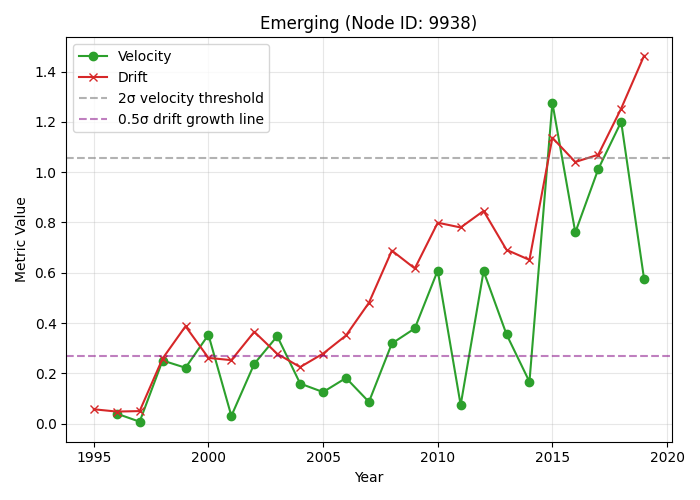 Emerging (Node ID: 9938)
Velocity
Drift
2σ velocity threshold
0.5σ drift growth line
Metric Value
1.4
1.2
1.0
0.8
0.6
0.4
0.2
0.0
1995 2000 2005 2010 2015 2020
Year